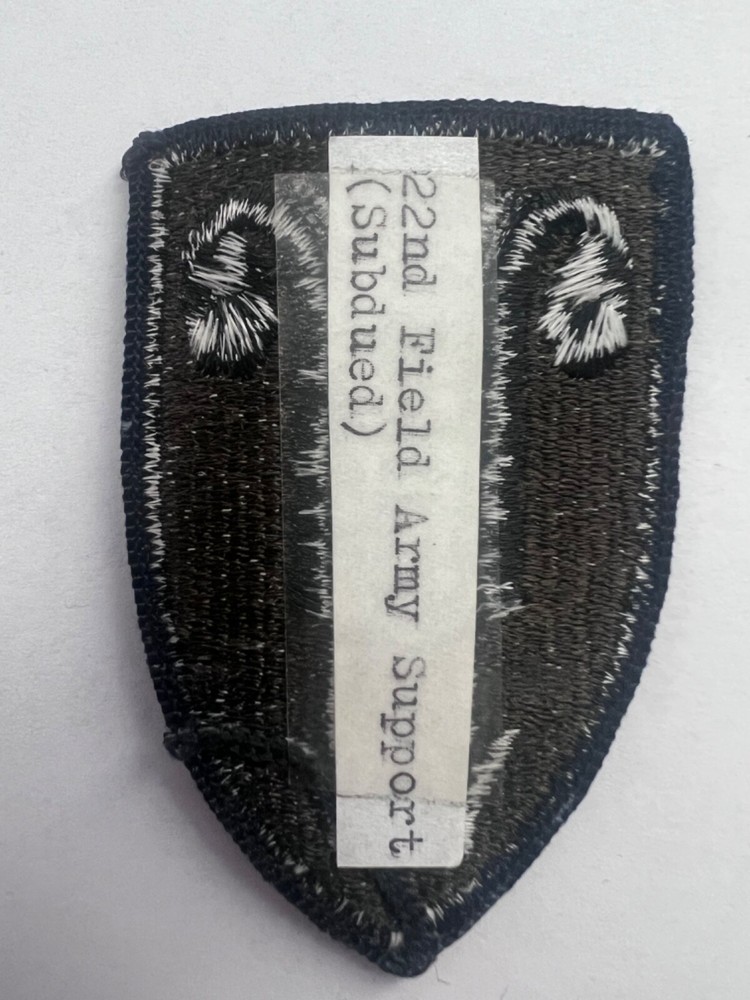 22nd Field Army Support
(Subdued)